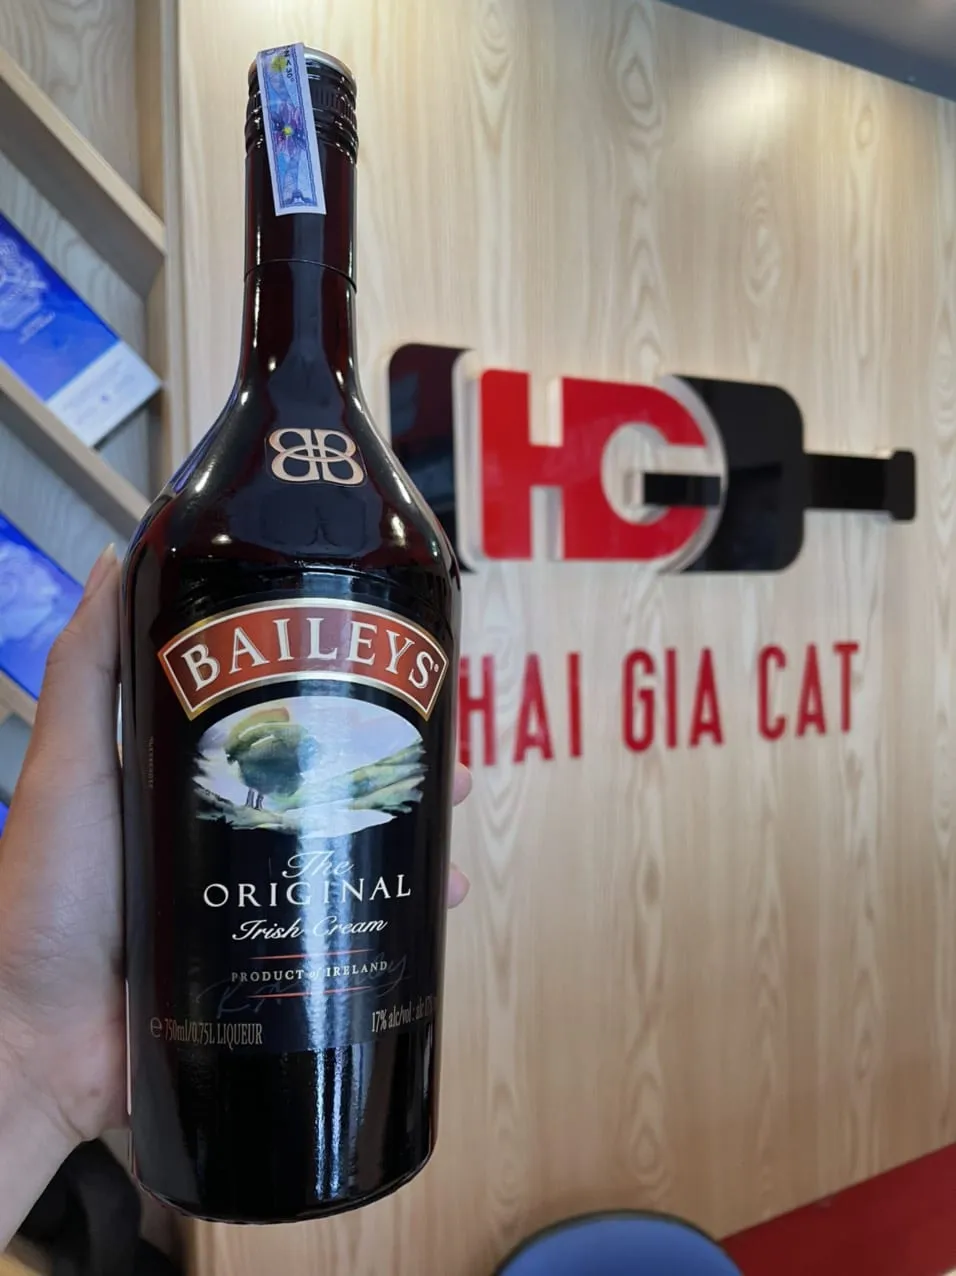 BAILEYS®
The
ORIGINAL
Irish Cream
PRODUCT of IRELAND
℮ 750ml/0,75L LIQUEUR
17% alc/vol
HG
HAI GIA CAT